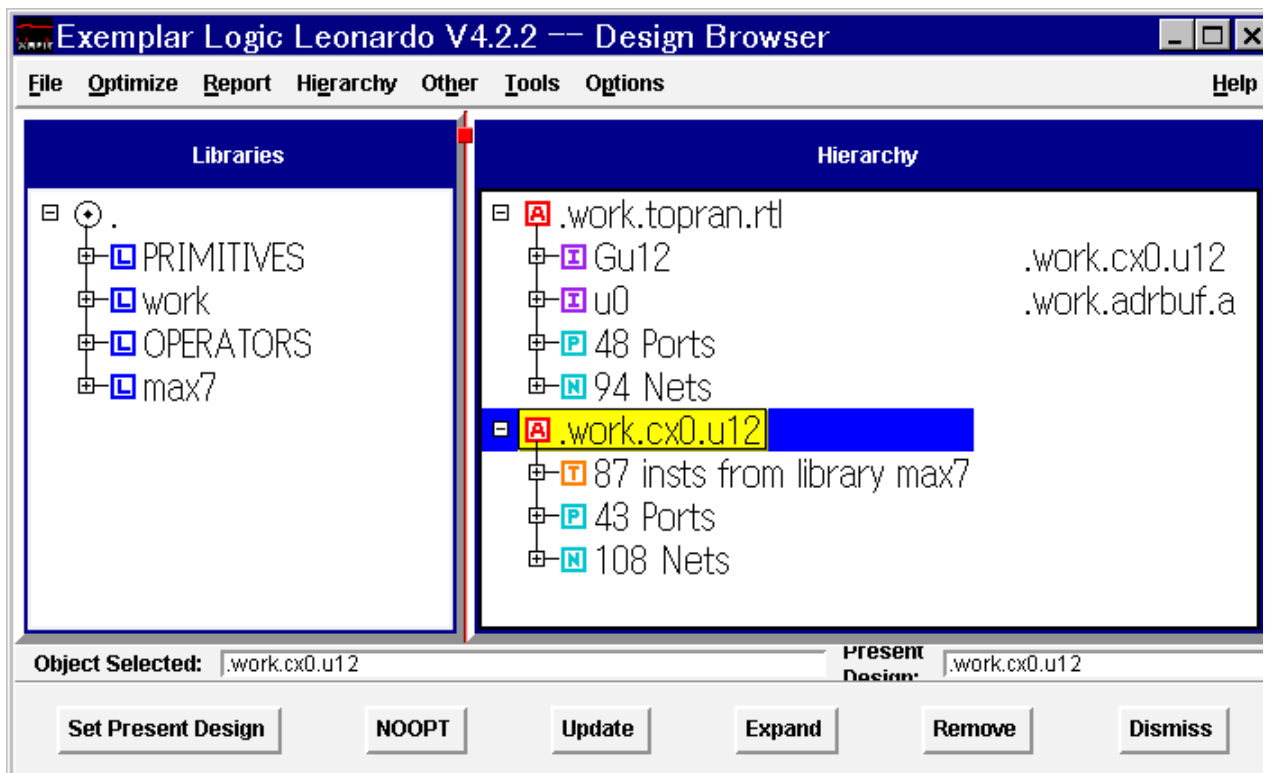 Exemplar Logic Leonardo V4.2.2 -- Design Browser
File Optimize Report Hierarchy Other Tools Options Help
Libraries
.
L PRIMITIVES
L work
L OPERATORS
L max7
Hierarchy
A .work.topran.rtl
I Gu12 .work.cx0.u12
I u0 .work.adrbuf.a
P 48 Ports
N 94 Nets
A .work.cx0.u12
T 87 insts from library max7
P 43 Ports
N 108 Nets
Object Selected: .work.cx0.u12
Present Design: .work.cx0.u12
Set Present Design NOOPT Update Expand Remove Dismiss